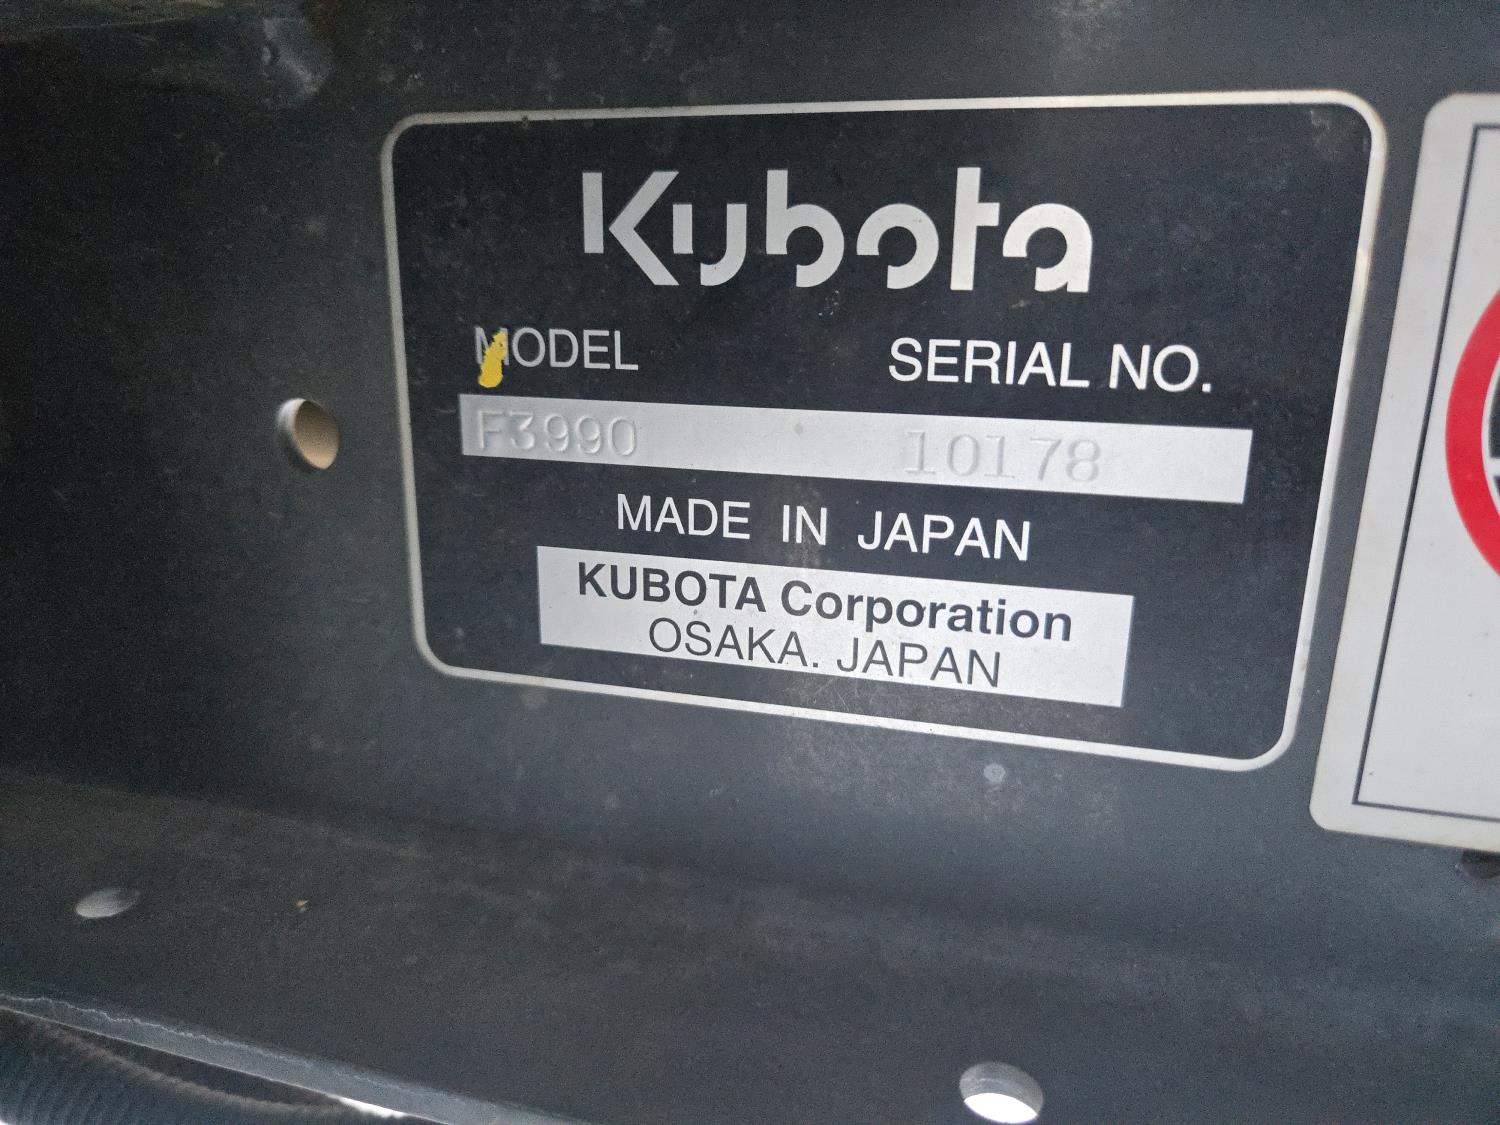 Kubota
MODEL SERIAL NO.
F3990 10178
MADE IN JAPAN
KUBOTA Corporation
OSAKA. JAPAN